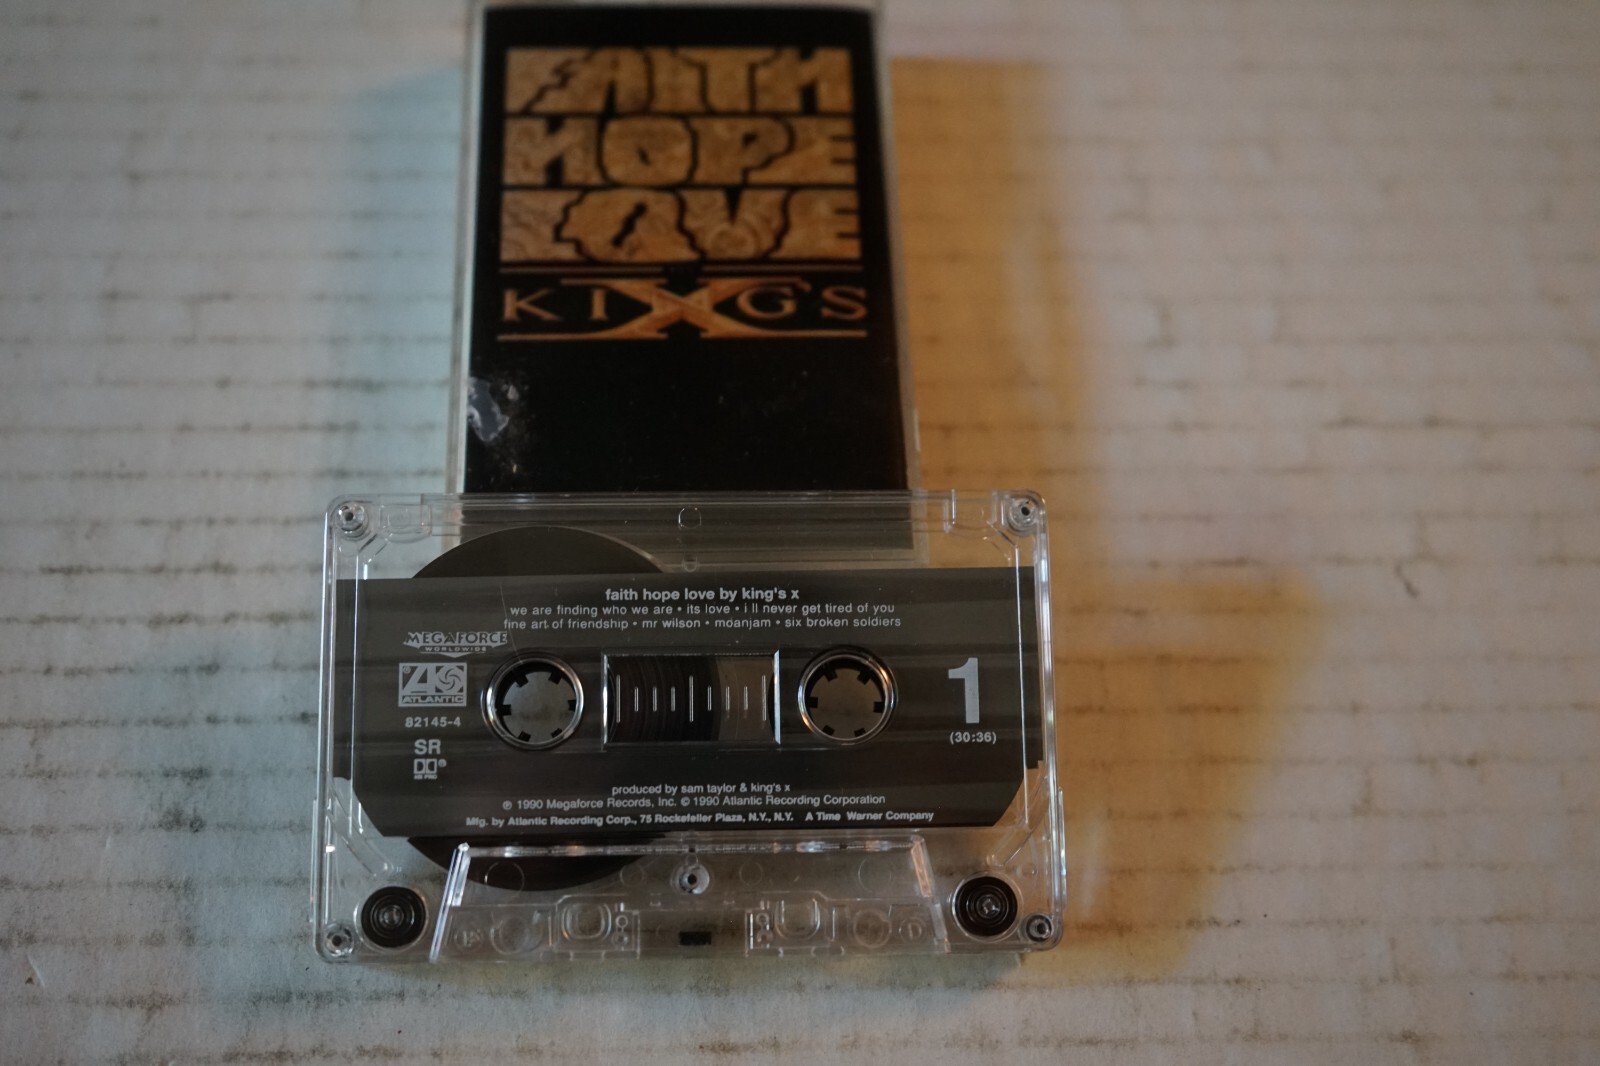 FAITH
HOPE
LOVE
KING'S X
faith hope love by king's x
we are finding who we are • its love • i ll never get tired of you
fine art of friendship • mr wilson • moanjam • six broken soldiers
MEGAFORCE
WORLDWIDE
ATLANTIC
82145-4
SR
1
(30:36)
produced by sam taylor & king's x
℗ 1990 Megaforce Records, Inc. © 1990 Atlantic Recording Corporation
Mfg. by Atlantic Recording Corp., 75 Rockefeller Plaza, N.Y., N.Y. A Time Warner Company